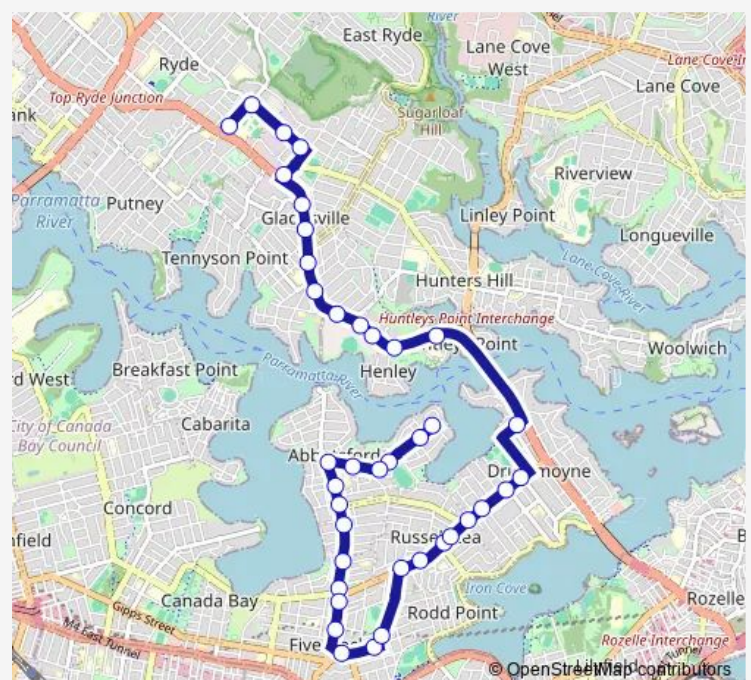 River
East Ryde
Lane Cove
West
Ryde
Lane Cove
Top Ryde Junction
Sugarloaf
Hill
Riverview
Parramatta
River
Putney
Linley Point
Longueville
Tennyson Point
Lane Cove River
Hunters Hill
Huntleys Point Interchange
Point
Woolwich
Breakfast Point
Henley
Parramatta River
City of Canada
Bay Council
Cabarita
Concord
Canada Bay
Iron Cove
Rozelle
Gipps Street
Rodd Point
M4 East Tunnel
Five
Rozelle Interchange
© OpenStreetMap contributors